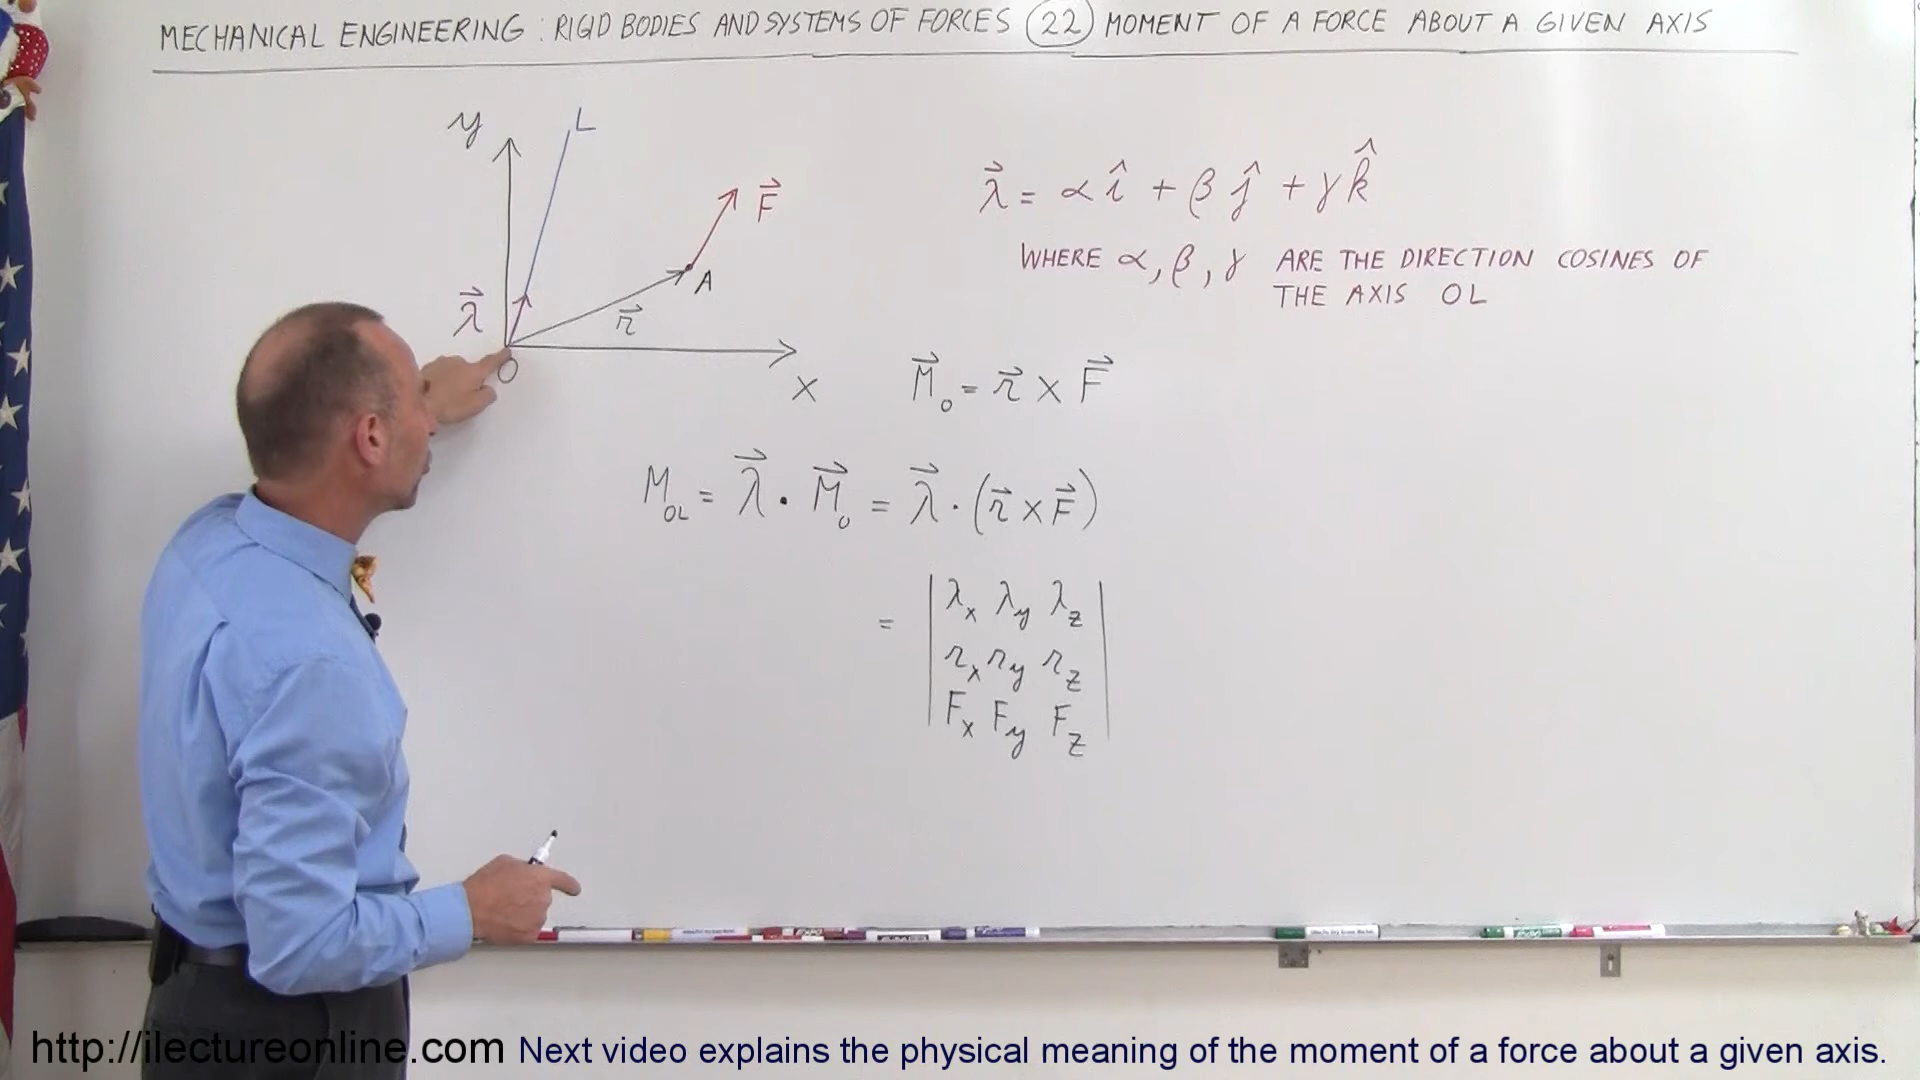 MECHANICAL ENGINEERING: RIGID BODIES AND SYSTEMS OF FORCES 22 MOMENT OF A FORCE ABOUT A GIVEN AXIS
y
L
F⃗
A
λ⃗
r⃗
O
X
λ⃗ = α î + β ĵ + γ k̂
WHERE α, β, γ ARE THE DIRECTION COSINES OF
THE AXIS OL
M⃗₀ = r⃗ × F⃗
M_OL = λ⃗ · M⃗₀ = λ⃗ · (r⃗ × F⃗)
= | λx λy λz |
| rx ry rz |
| Fx Fy Fz |
http://ilectureonline.com Next video explains the physical meaning of the moment of a force about a given axis.